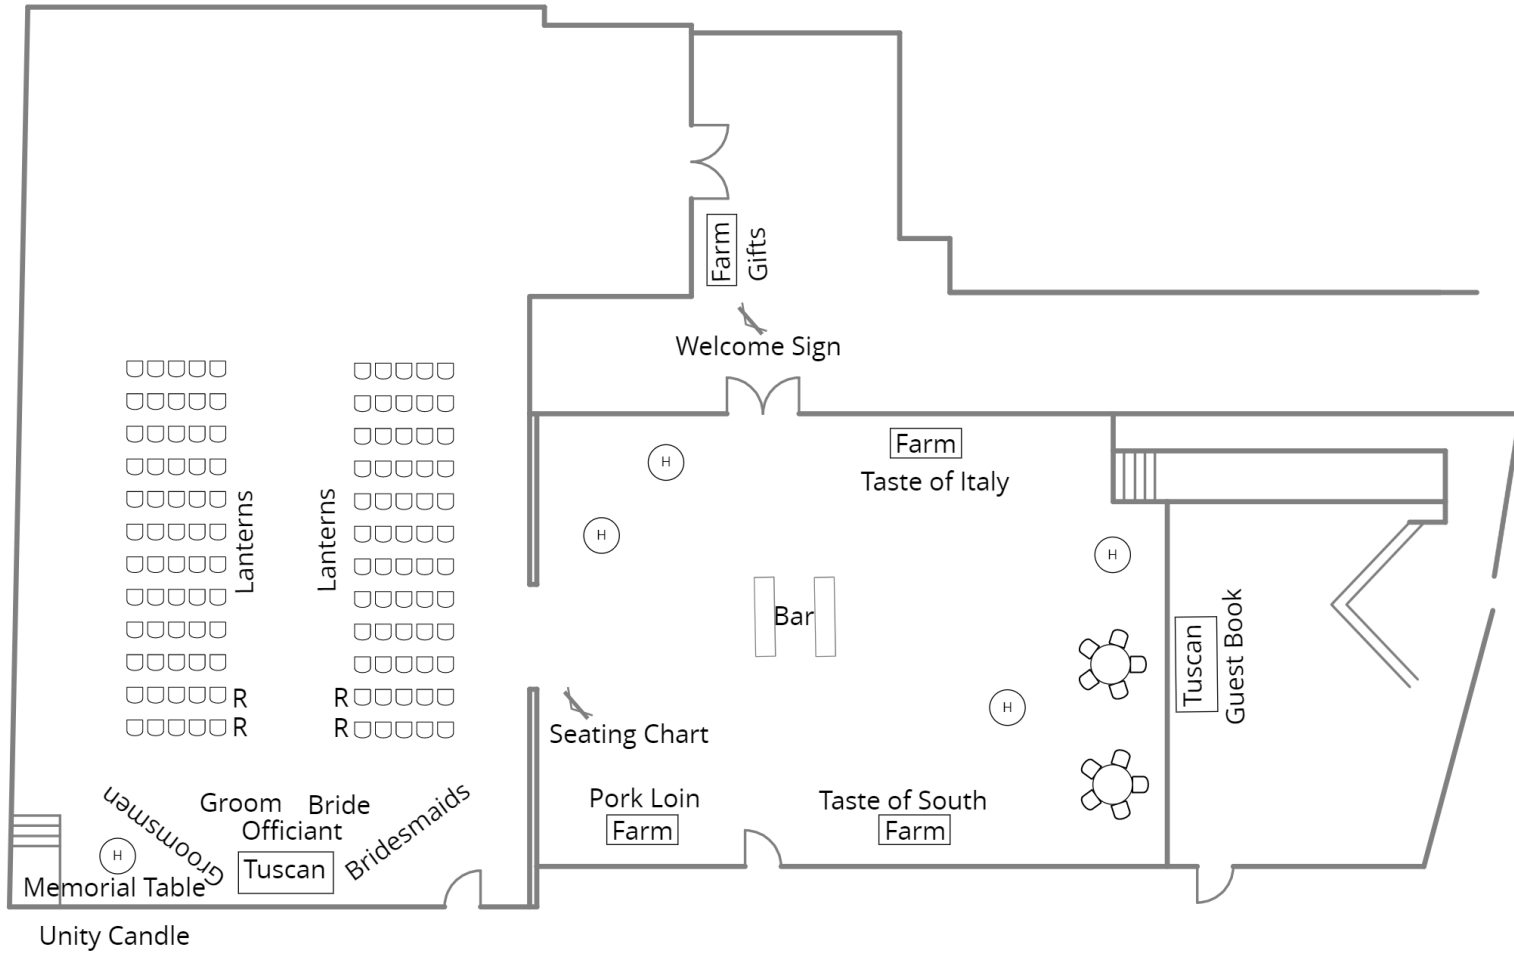 Farm
Gifts
Welcome Sign
Farm
Taste of Italy
H
H
H
Lanterns
Lanterns
Bar
Tuscan
Guest Book
R
R
R
R
H
Seating Chart
Pork Loin
Farm
Taste of South
Farm
Groomsmen
Groom
Bride
Officiant
Bridesmaids
H
Tuscan
Memorial Table
Unity Candle